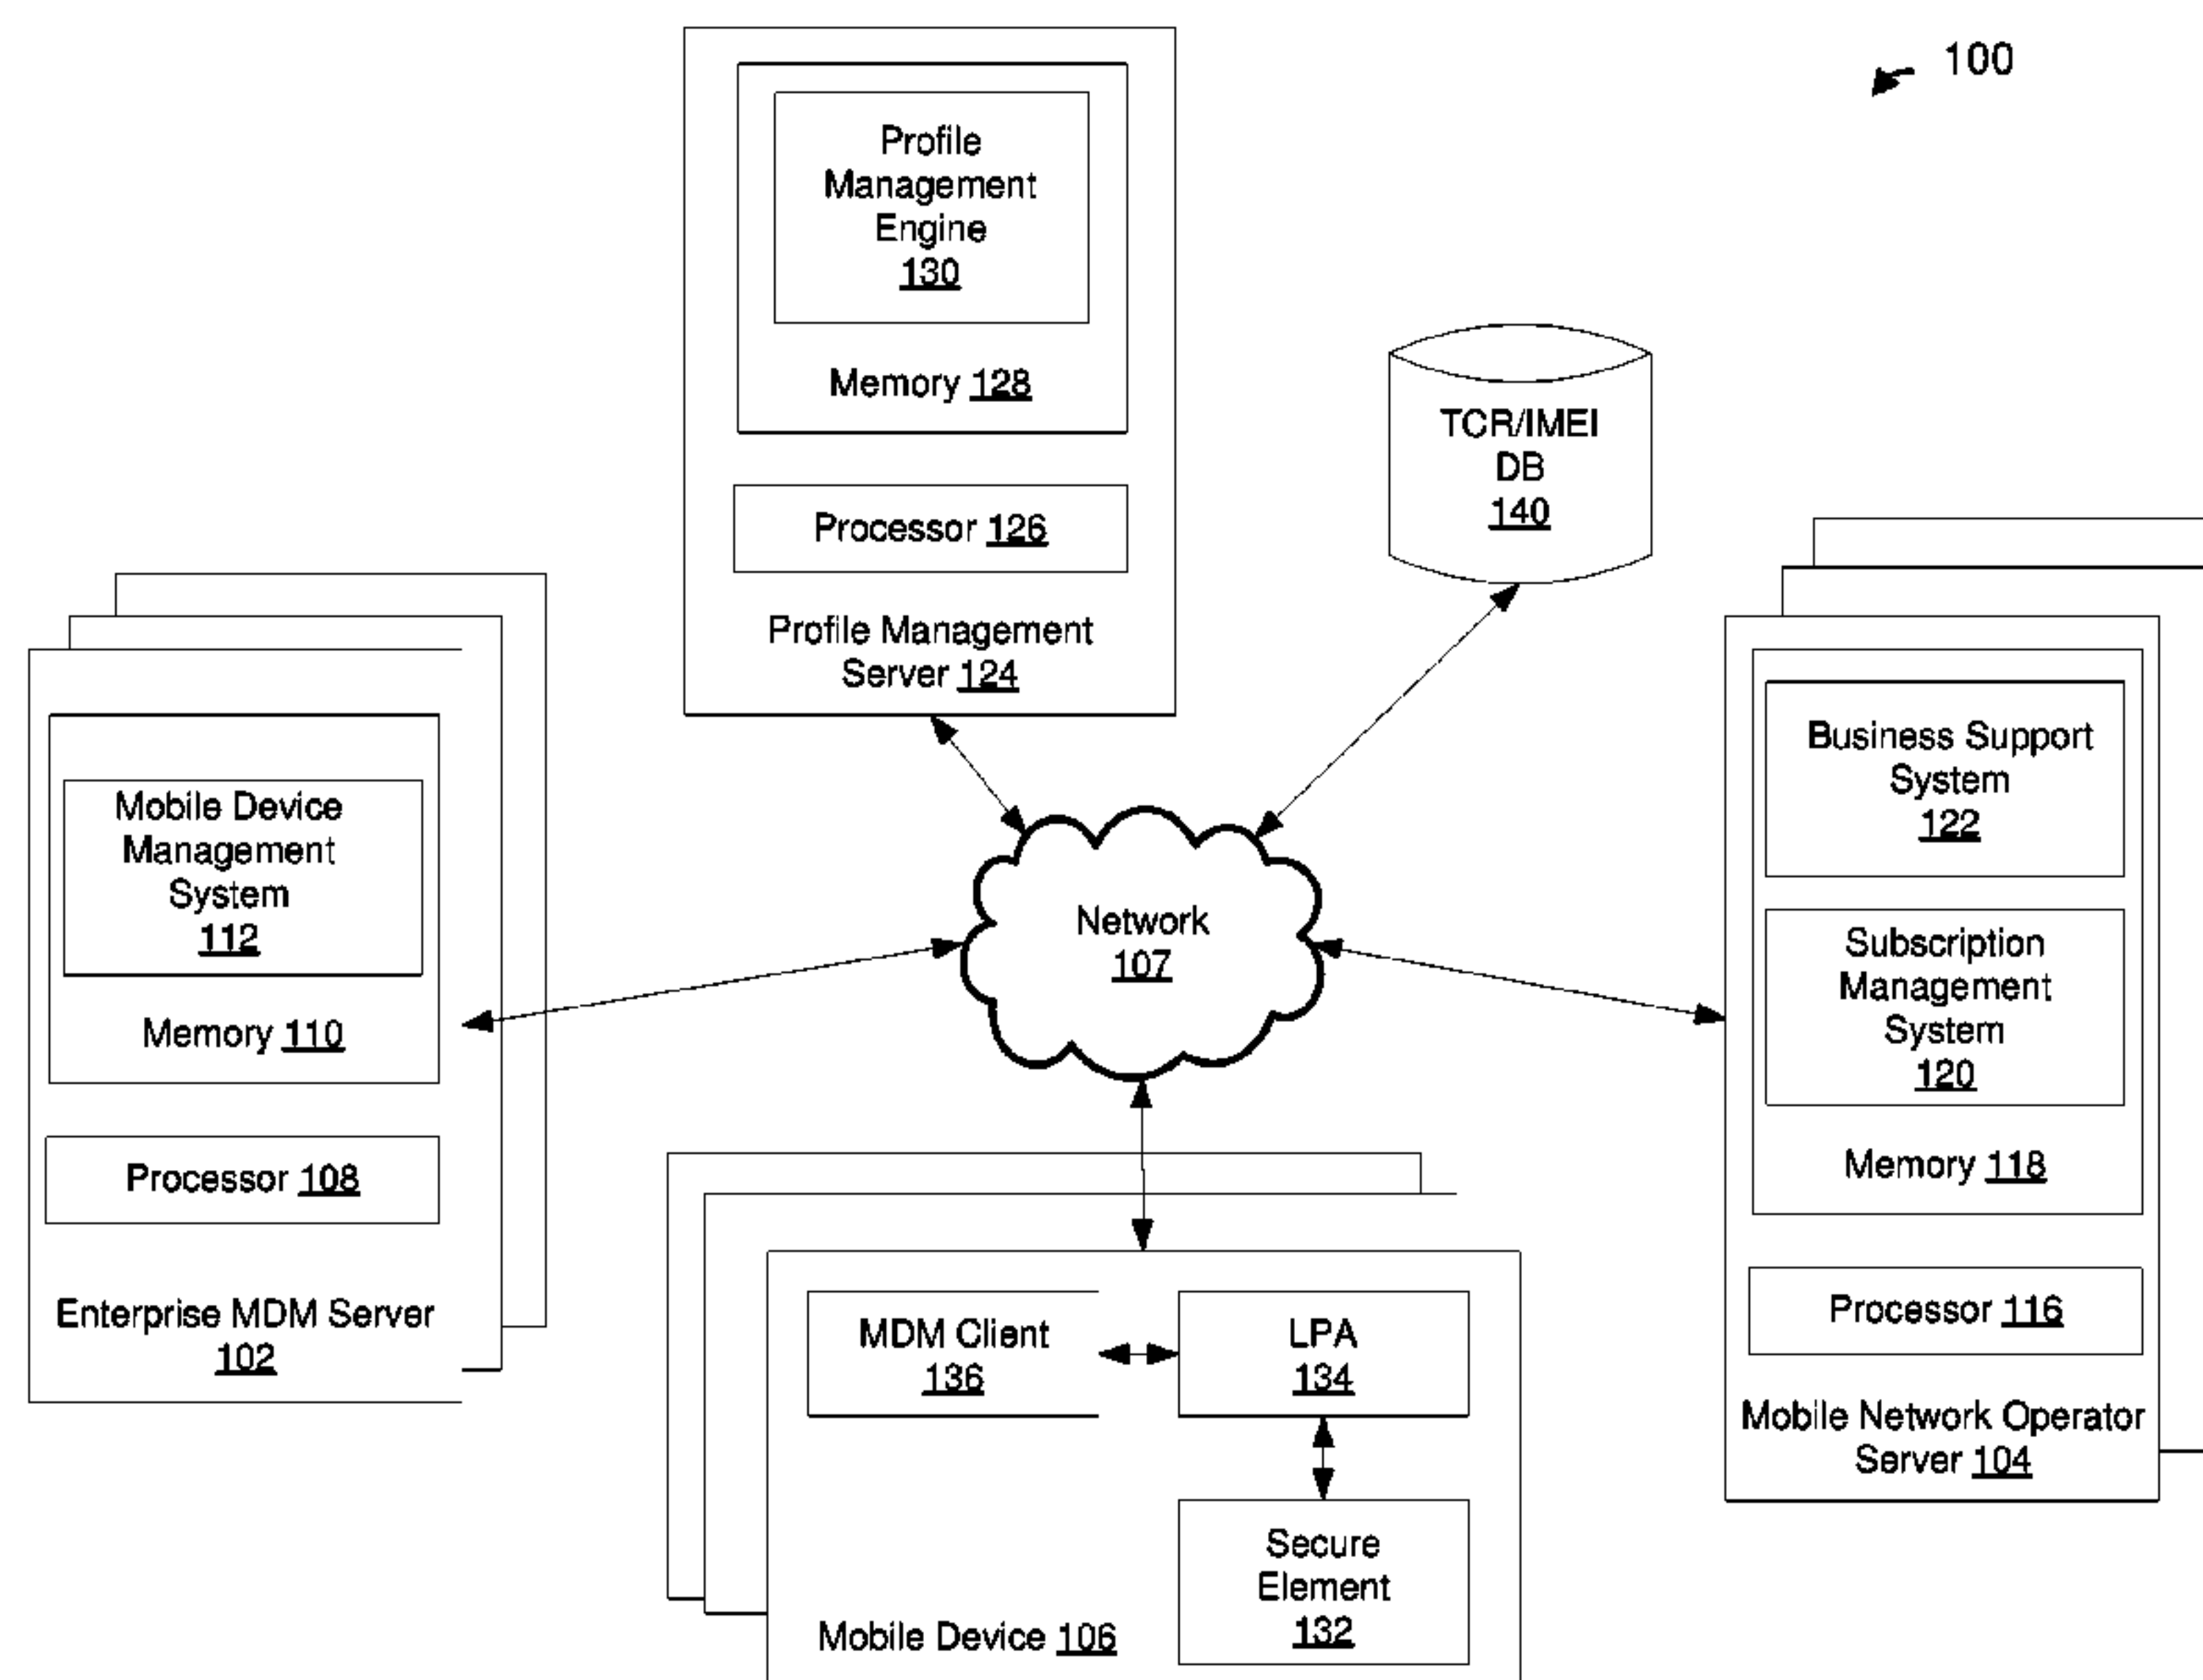 100
Profile
Management
Engine
130
Memory 128
Processor 126
Profile Management
Server 124
TCR/IMEI
DB
140
Mobile Device
Management
System
112
Memory 110
Processor 108
Enterprise MDM Server
102
Network
107
Business Support
System
122
Subscription
Management
System
120
Memory 118
Processor 116
Mobile Network Operator
Server 104
MDM Client
136
LPA
134
Secure
Element
132
Mobile Device 106